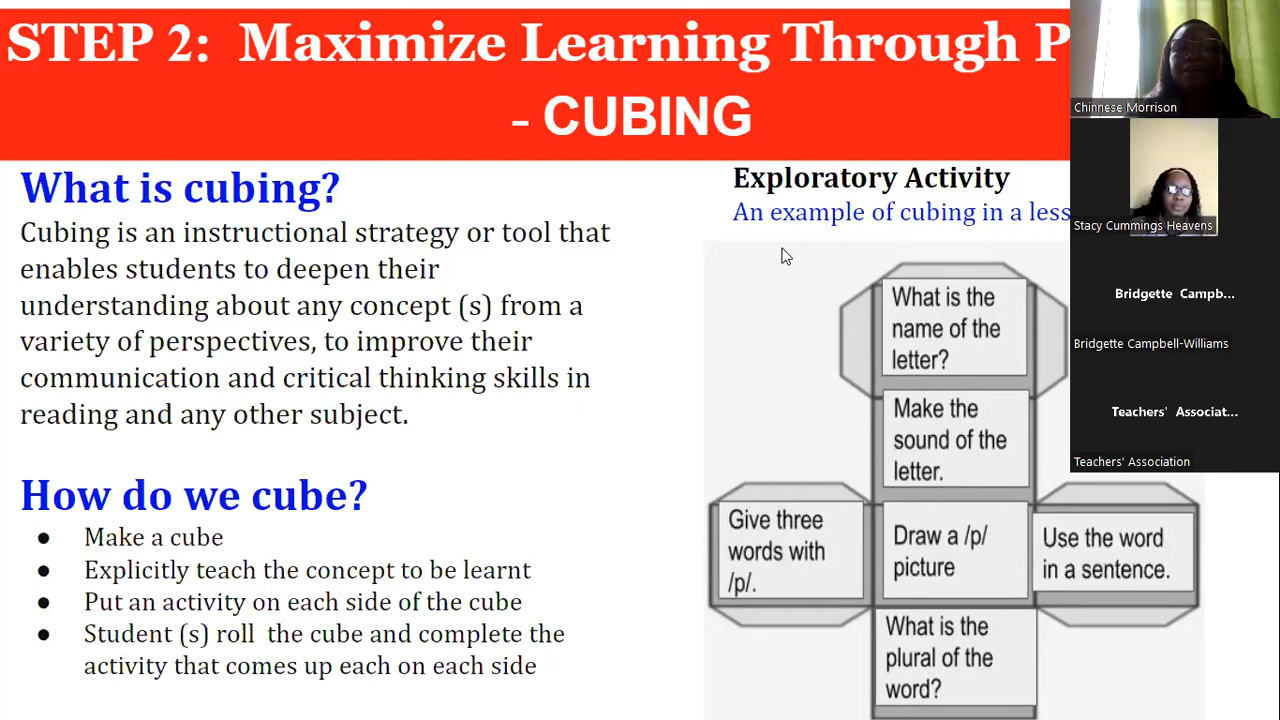 STEP 2: Maximize Learning Through P
- CUBING
What is cubing?
Cubing is an instructional strategy or tool that
enables students to deepen their
understanding about any concept (s) from a
variety of perspectives, to improve their
communication and critical thinking skills in
reading and any other subject.
How do we cube?
● Make a cube
● Explicitly teach the concept to be learnt
● Put an activity on each side of the cube
● Student (s) roll the cube and complete the
activity that comes up each on each side
Exploratory Activity
An example of cubing in a less
What is the
name of the
letter?
Make the
sound of the
letter.
Give three
words with
/p/.
Draw a /p/
picture
Use the word
in a sentence.
What is the
plural of the
word?
Chinnese Morrison
Stacy Cummings Heavens
Bridgette Campb...
Bridgette Campbell-Williams
Teachers' Associat...
Teachers' Association